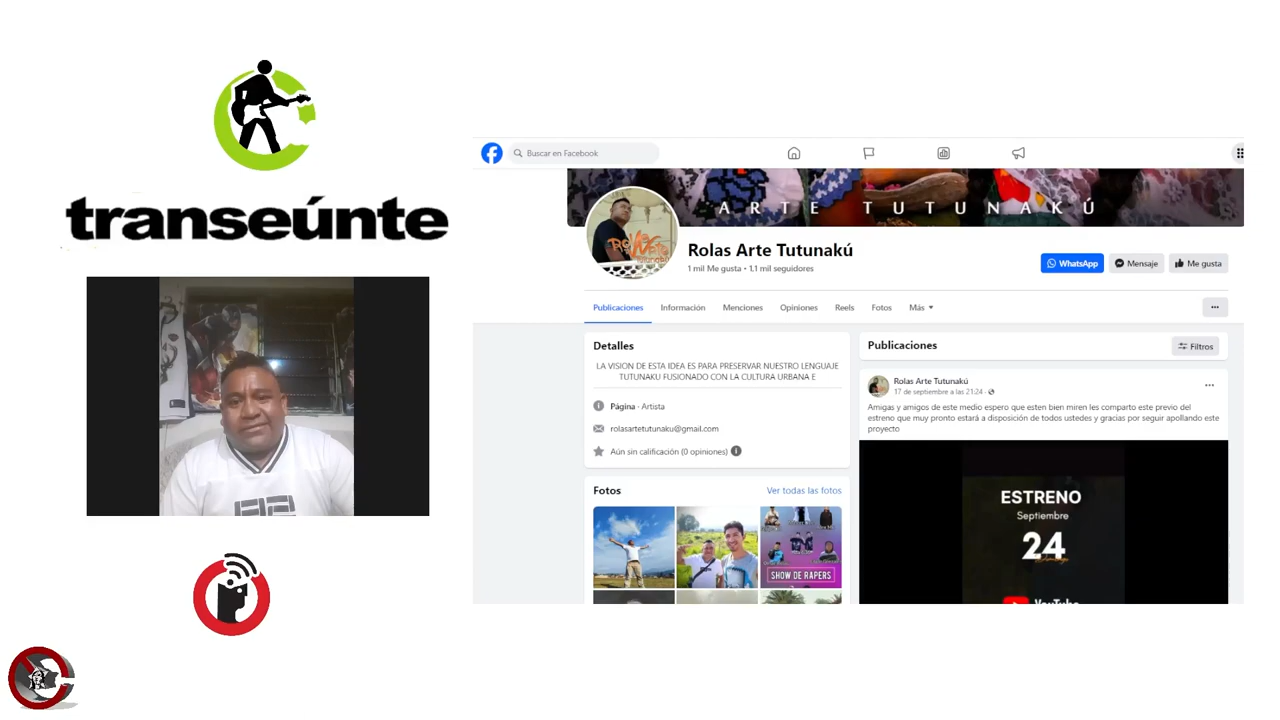 transeúnte
Buscar en Facebook
ARTE TUTUNAKÚ
Rolas Arte Tutunakú
1 mil Me gusta • 1,1 mil seguidores
WhatsApp
Mensaje
Me gusta
Publicaciones
Información
Menciones
Opiniones
Reels
Fotos
Más
Detalles
LA VISION DE ESTA IDEA ES PARA PRESERVAR NUESTRO LENGUAJE
TUTUNAKU FUSIONADO CON LA CULTURA URBANA E
Página · Artista
rolasartetutunaku@gmail.com
Aún sin calificación (0 opiniones)
Fotos
Ver todas las fotos
SHOW DE RAPERS
Publicaciones
Filtros
Rolas Arte Tutunakú
17 de septiembre a las 21:24 ·
Amigas y amigos de este medio espero que esten bien miren les comparto este previo del
estreno que muy pronto estará a disposición de todos ustedes y gracias por seguir apollando este
proyecto
ESTRENO
Septiembre
24
YouTube